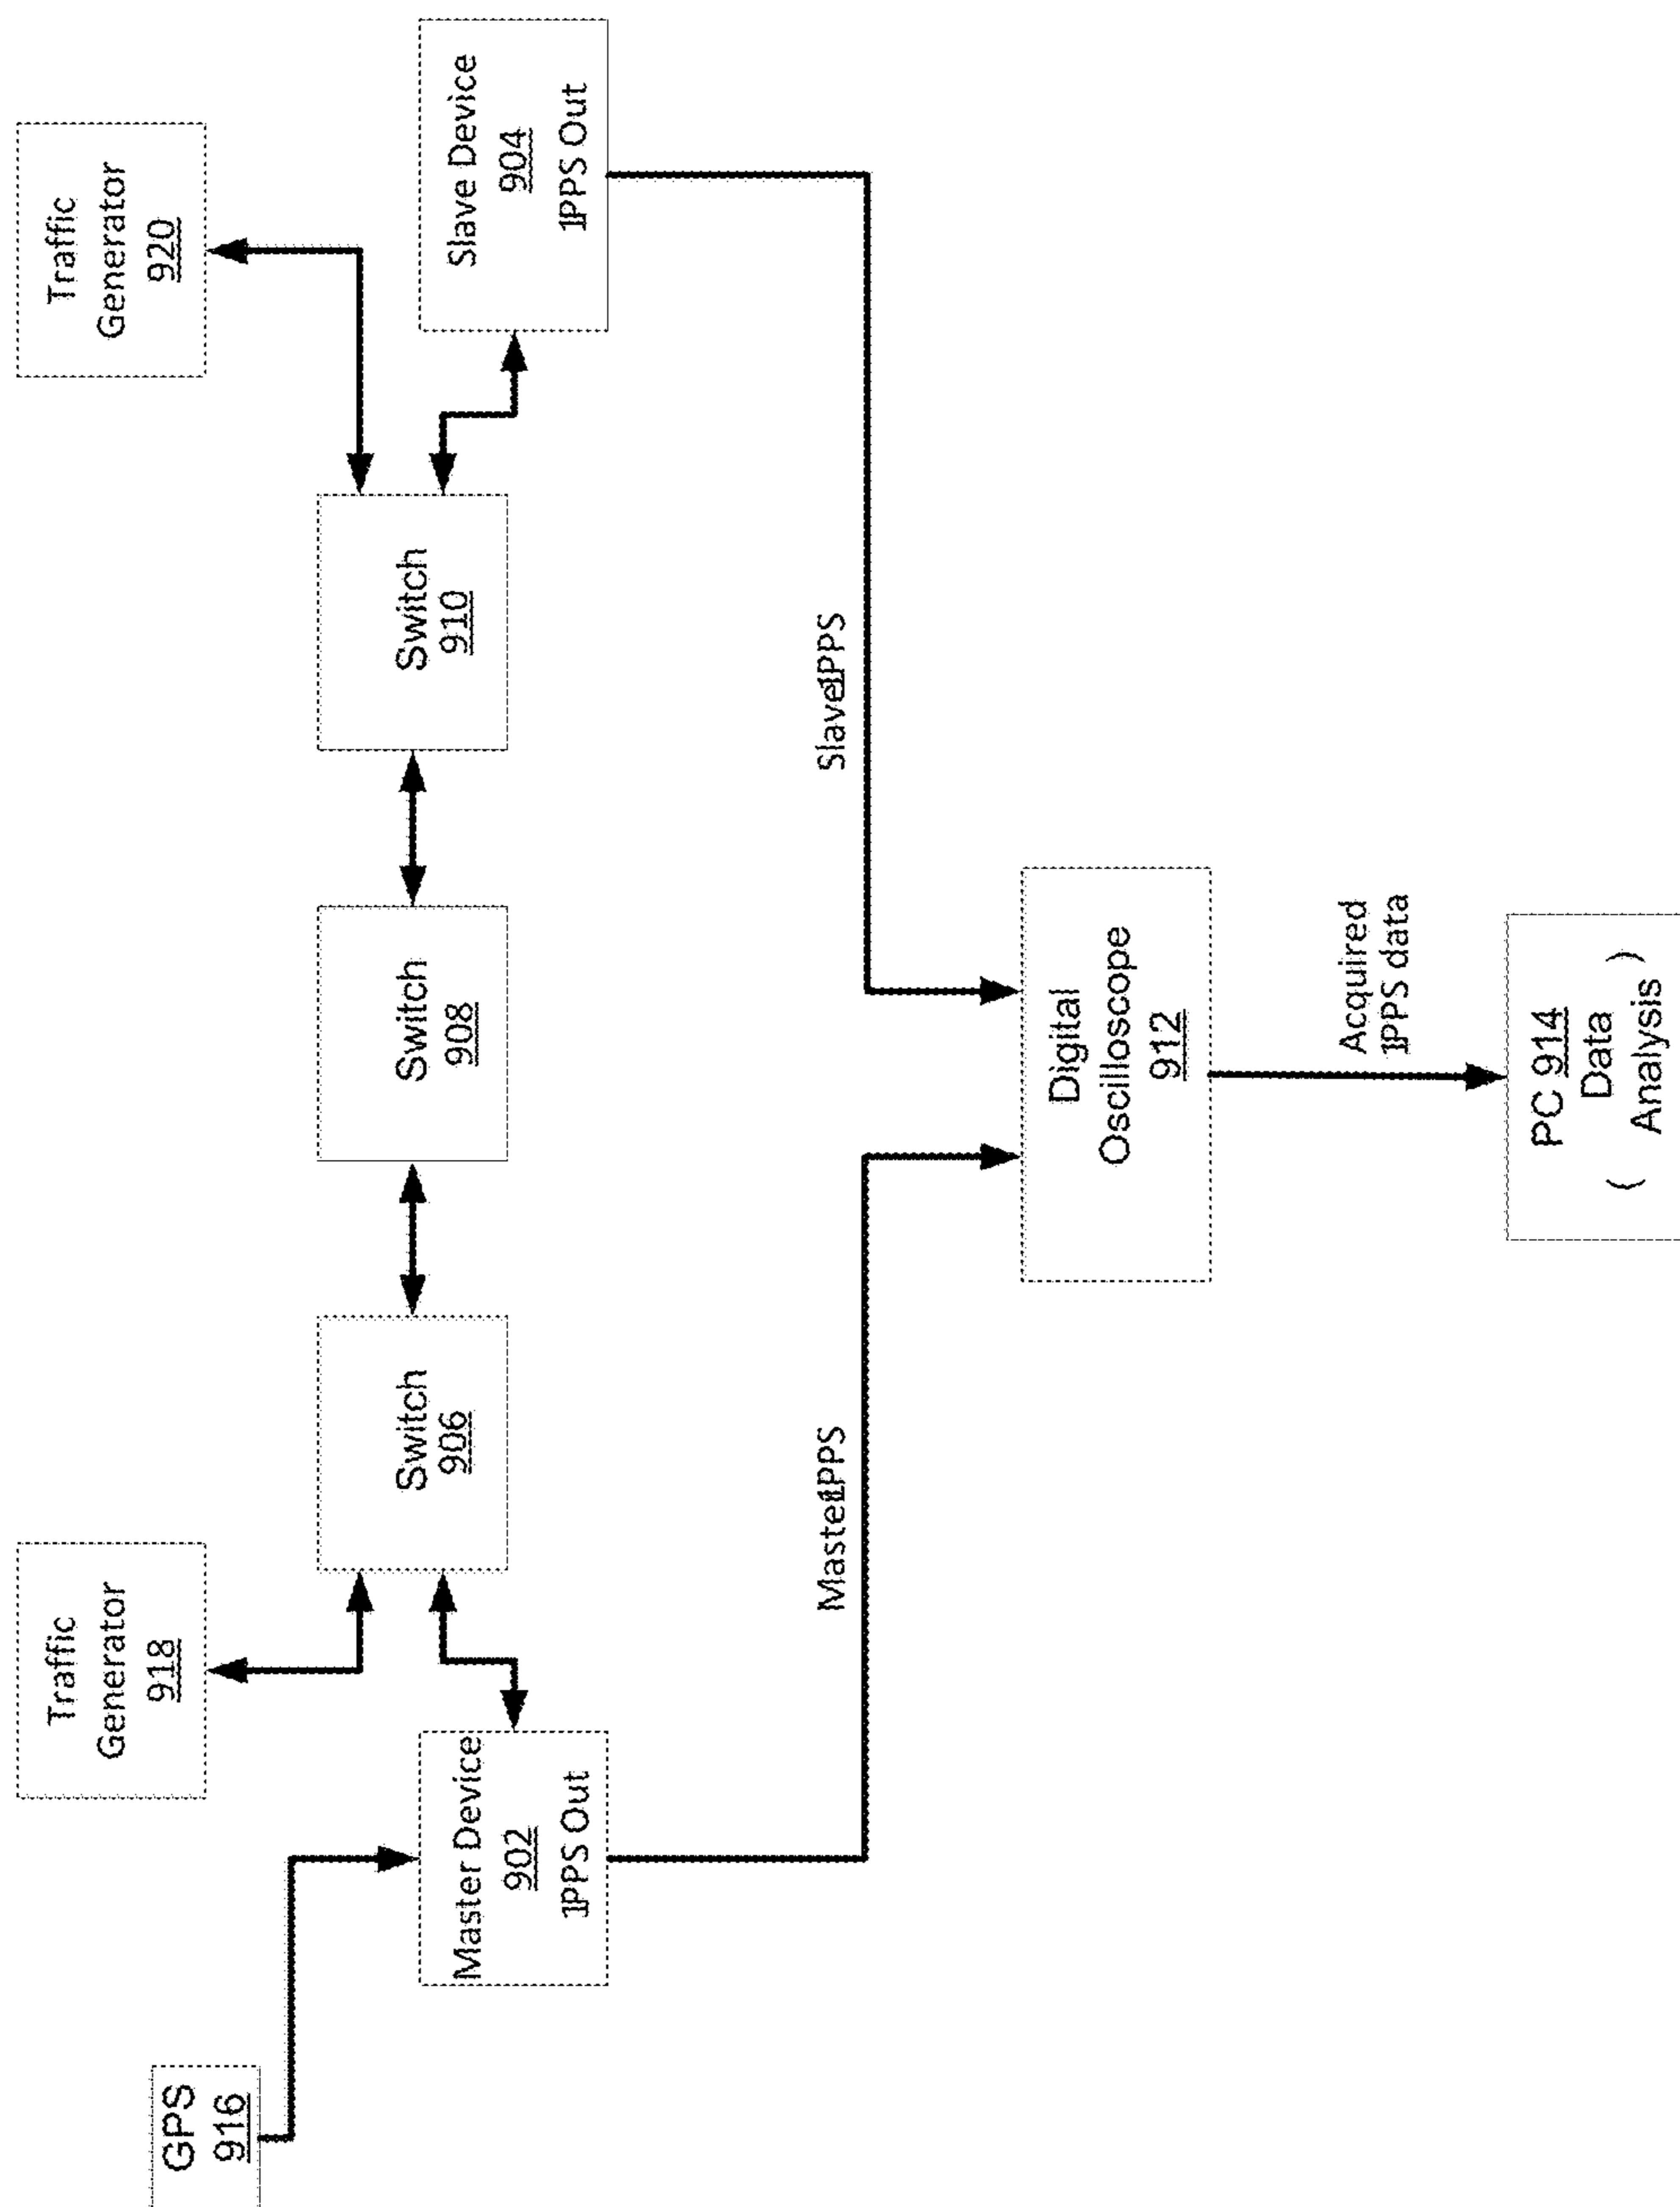 GPS
916
Traffic
Generator
918
Traffic
Generator
920
Master Device
902
1PPS Out
Switch
906
Switch
908
Switch
910
Slave Device
904
1PPS Out
Master1PPS
Slave1PPS
Digital
Oscilloscope
912
Acquired
1PPS data
PC 914
( Data )
Analysis